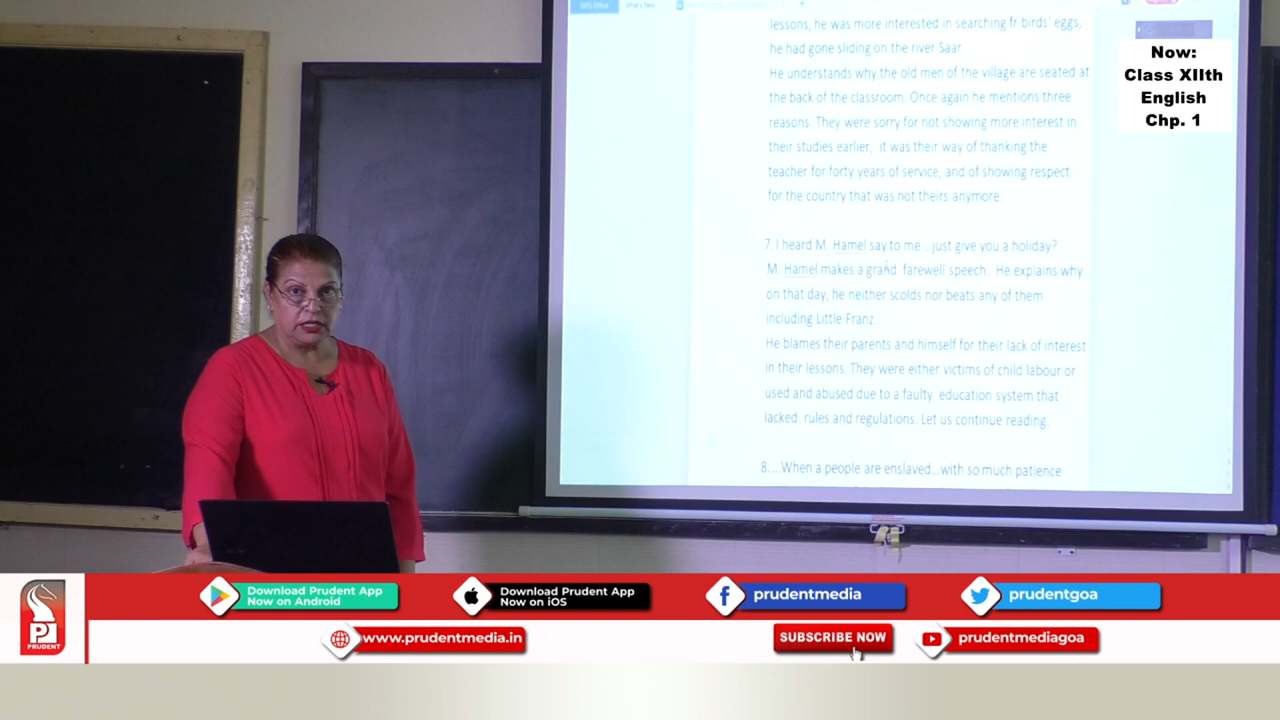 What's New
lessons, he was more interested in searching fr birds' eggs,
he had gone sliding on the river Saar.
He understands why the old men of the village are seated at
the back of the classroom. Once again he mentions three
reasons: They were sorry for not showing more interest in
their studies earlier, it was their way of thanking the
teacher for forty years of service, and of showing respect
for the country that was not theirs anymore.
7. I heard M. Hamel say to me...just give you a holiday?
M. Hamel makes a grand farewell speech. He explains why
on that day, he neither scolds nor beats any of them
including Little Franz.
He blames their parents and himself for their lack of interest
in their lessons. They were either victims of child labour or
used and abused due to a faulty education system that
lacked rules and regulations. Let us continue reading.
8....When a people are enslaved...with so much patience
Now:
Class XIIth
English
Chp. 1
PRUDENT
Download Prudent App
Now on Android
Download Prudent App
Now on iOS
prudentmedia
prudentgoa
www.prudentmedia.in
SUBSCRIBE NOW
prudentmediagoa